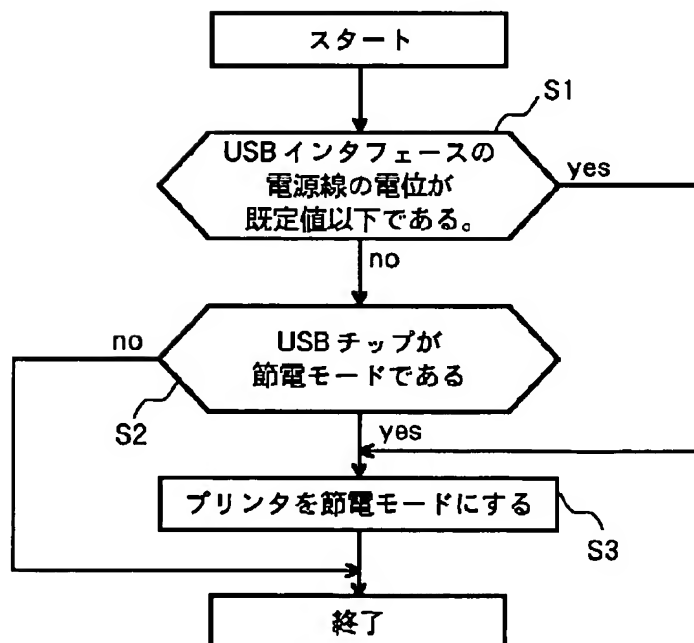 スタート
S1
USBインタフェースの
電源線の電位が
既定値以下である。
yes
no
USBチップが
節電モードである
no
S2
yes
プリンタを節電モードにする
S3
終了